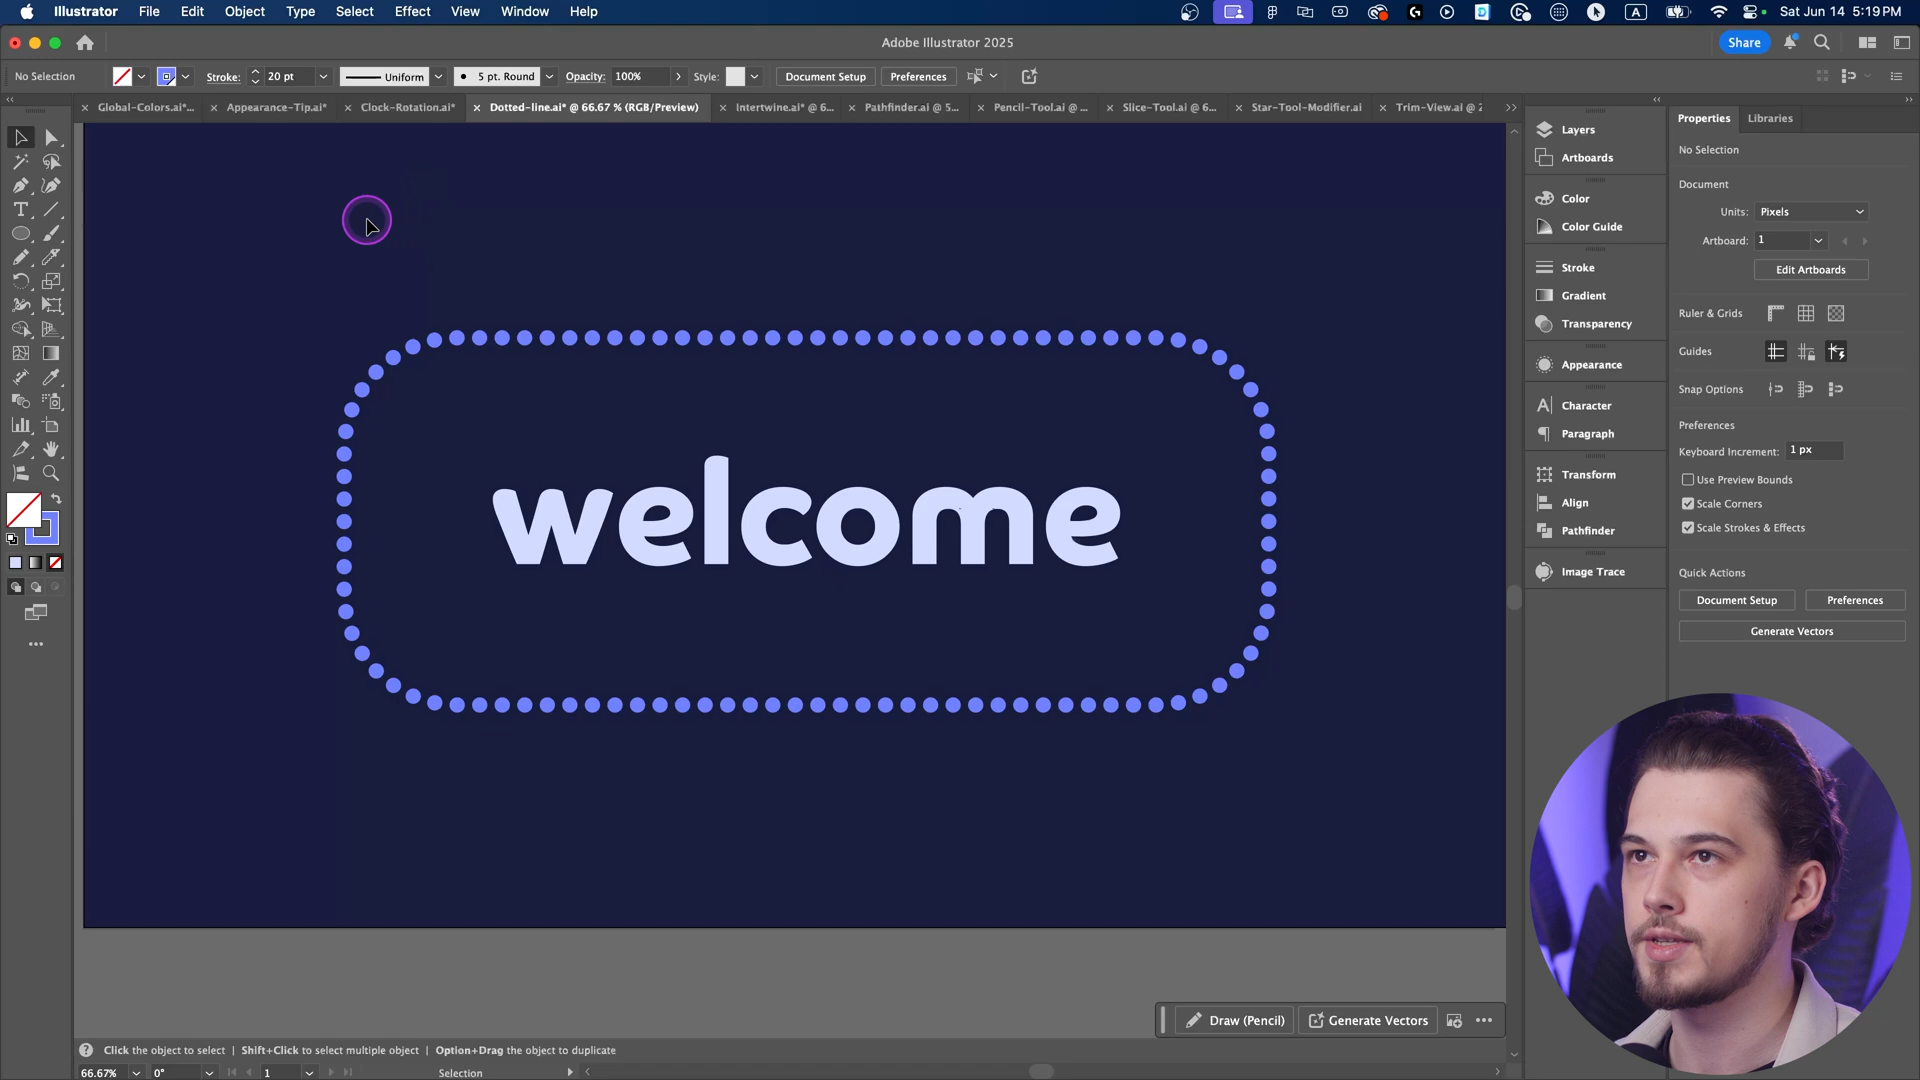 Illustrator File Edit Object Type Select Effect View Window Help
Sat Jun 14 5:19 PM
Adobe Illustrator 2025
Share
No Selection
Stroke: 20 pt Uniform 5 pt. Round Opacity: 100% Style: Document Setup Preferences
Global-Colors.ai*... Appearance-Tip.ai* Clock-Rotation.ai* Dotted-line.ai* @ 66.67 % (RGB/Preview) Intertwine.ai* @ 6... Pathfinder.ai @ 5... Pencil-Tool.ai @ ... Slice-Tool.ai @ 6... Star-Tool-Modifier.ai Trim-View.ai @ 2
Layers
Artboards
Color
Color Guide
Stroke
Gradient
Transparency
Appearance
Character
Paragraph
Transform
Align
Pathfinder
Image Trace
Properties Libraries
No Selection
Document
Units: Pixels
Artboard: 1
Edit Artboards
Ruler & Grids
Guides
Snap Options
Preferences
Keyboard Increment: 1 px
Use Preview Bounds
Scale Corners
Scale Strokes & Effects
Quick Actions
Document Setup Preferences
Generate Vectors
welcome
Draw (Pencil) Generate Vectors
Click the object to select | Shift+Click to select multiple object | Option+Drag the object to duplicate
66.67% 0° 1 Selection